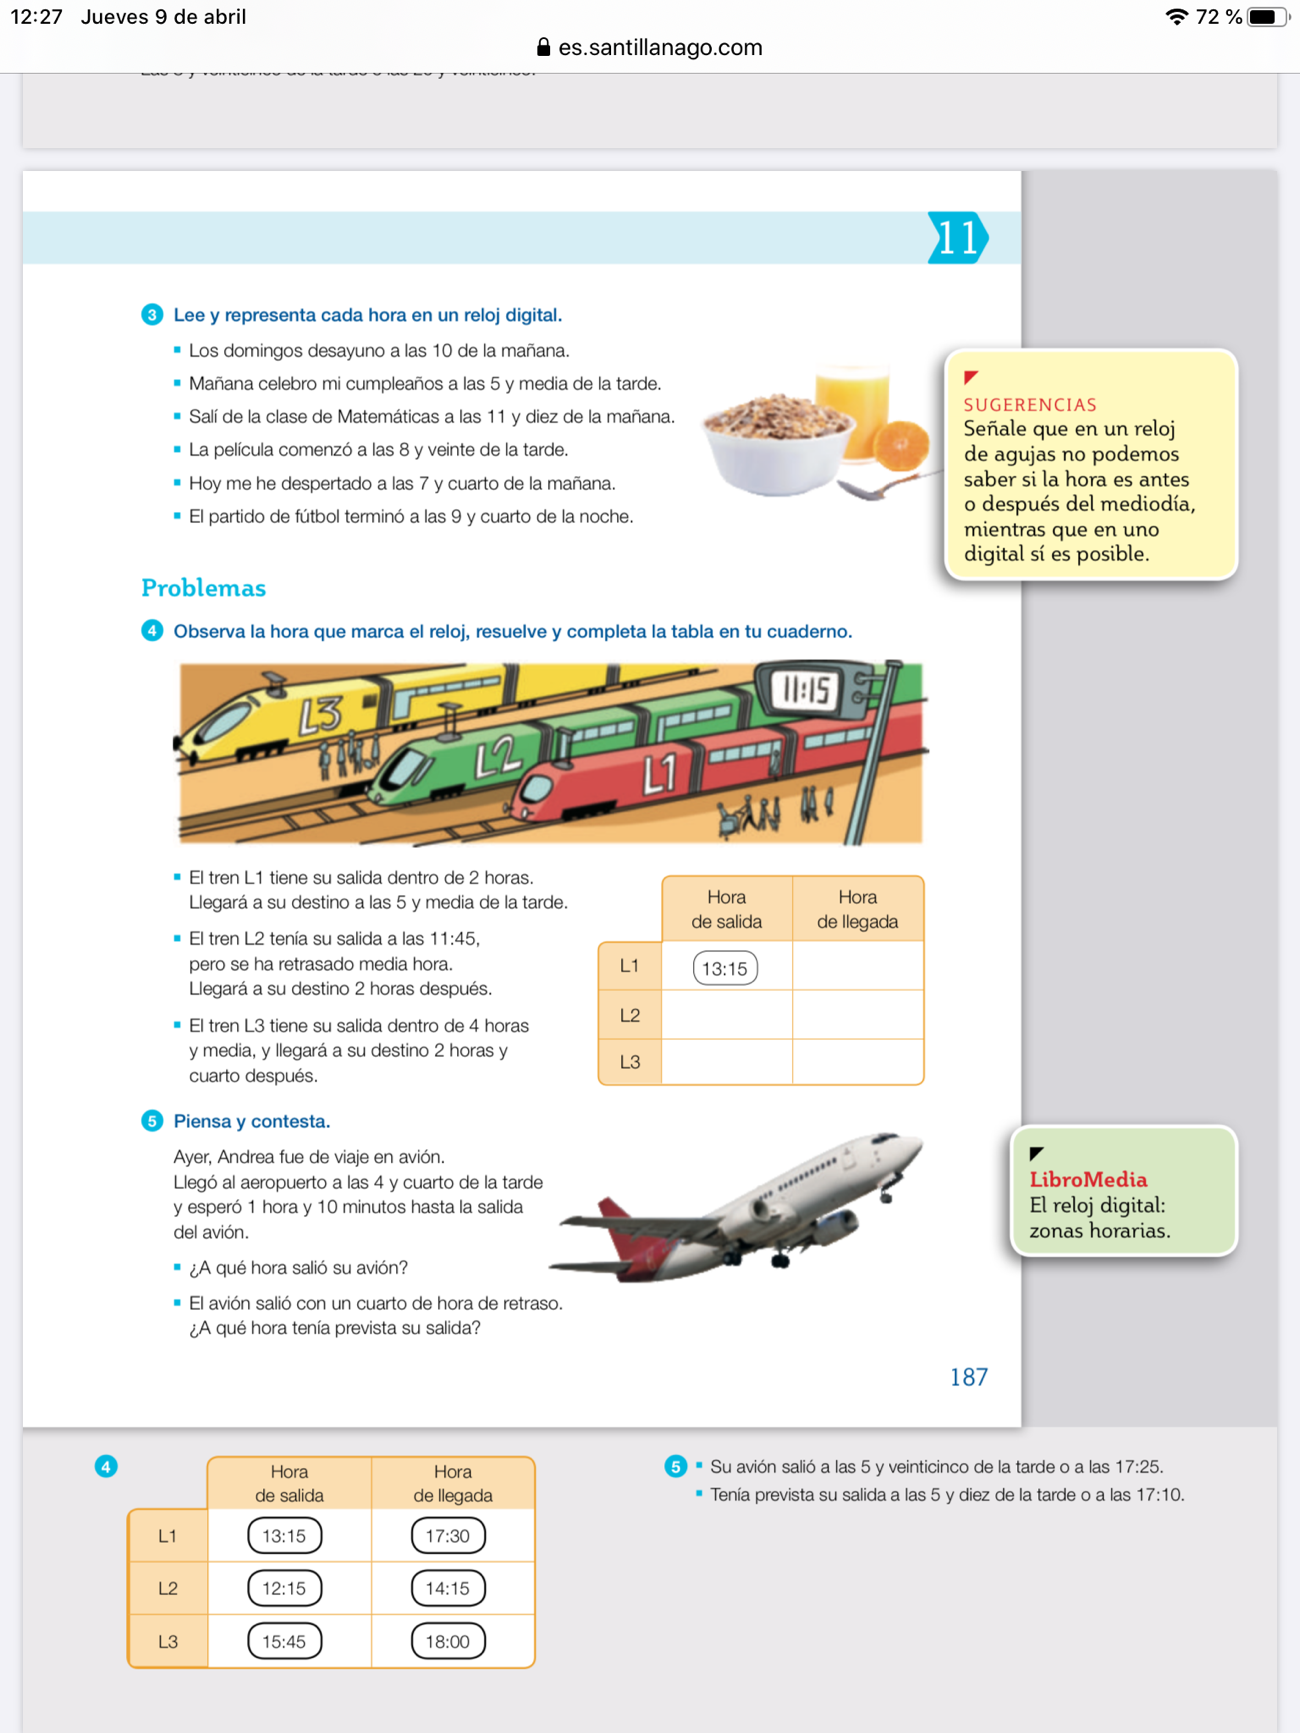 12:27 Jueves 9 de abril
72 %
es.santillanago.com
11
3 Lee y representa cada hora en un reloj digital.
Los domingos desayuno a las 10 de la mañana.
Mañana celebro mi cumpleaños a las 5 y media de la tarde.
Salí de la clase de Matemáticas a las 11 y diez de la mañana.
La película comenzó a las 8 y veinte de la tarde.
Hoy me he despertado a las 7 y cuarto de la mañana.
El partido de fútbol terminó a las 9 y cuarto de la noche.
SUGERENCIAS
Señale que en un reloj
de agujas no podemos
saber si la hora es antes
o después del mediodía,
mientras que en uno
digital sí es posible.
Problemas
4 Observa la hora que marca el reloj, resuelve y completa la tabla en tu cuaderno.
11:15
L3
L2
L1
El tren L1 tiene su salida dentro de 2 horas.
Llegará a su destino a las 5 y media de la tarde.
El tren L2 tenía su salida a las 11:45,
pero se ha retrasado media hora.
Llegará a su destino 2 horas después.
El tren L3 tiene su salida dentro de 4 horas
y media, y llegará a su destino 2 horas y
cuarto después.
Hora de salida Hora de llegada
L1 13:15
L2
L3
5 Piensa y contesta.
Ayer, Andrea fue de viaje en avión.
Llegó al aeropuerto a las 4 y cuarto de la tarde
y esperó 1 hora y 10 minutos hasta la salida
del avión.
¿A qué hora salió su avión?
El avión salió con un cuarto de hora de retraso.
¿A qué hora tenía prevista su salida?
LibroMedia
El reloj digital:
zonas horarias.
187
4
Hora de salida Hora de llegada
L1 13:15 17:30
L2 12:15 14:15
L3 15:45 18:00
5 Su avión salió a las 5 y veinticinco de la tarde o a las 17:25.
Tenía prevista su salida a las 5 y diez de la tarde o a las 17:10.